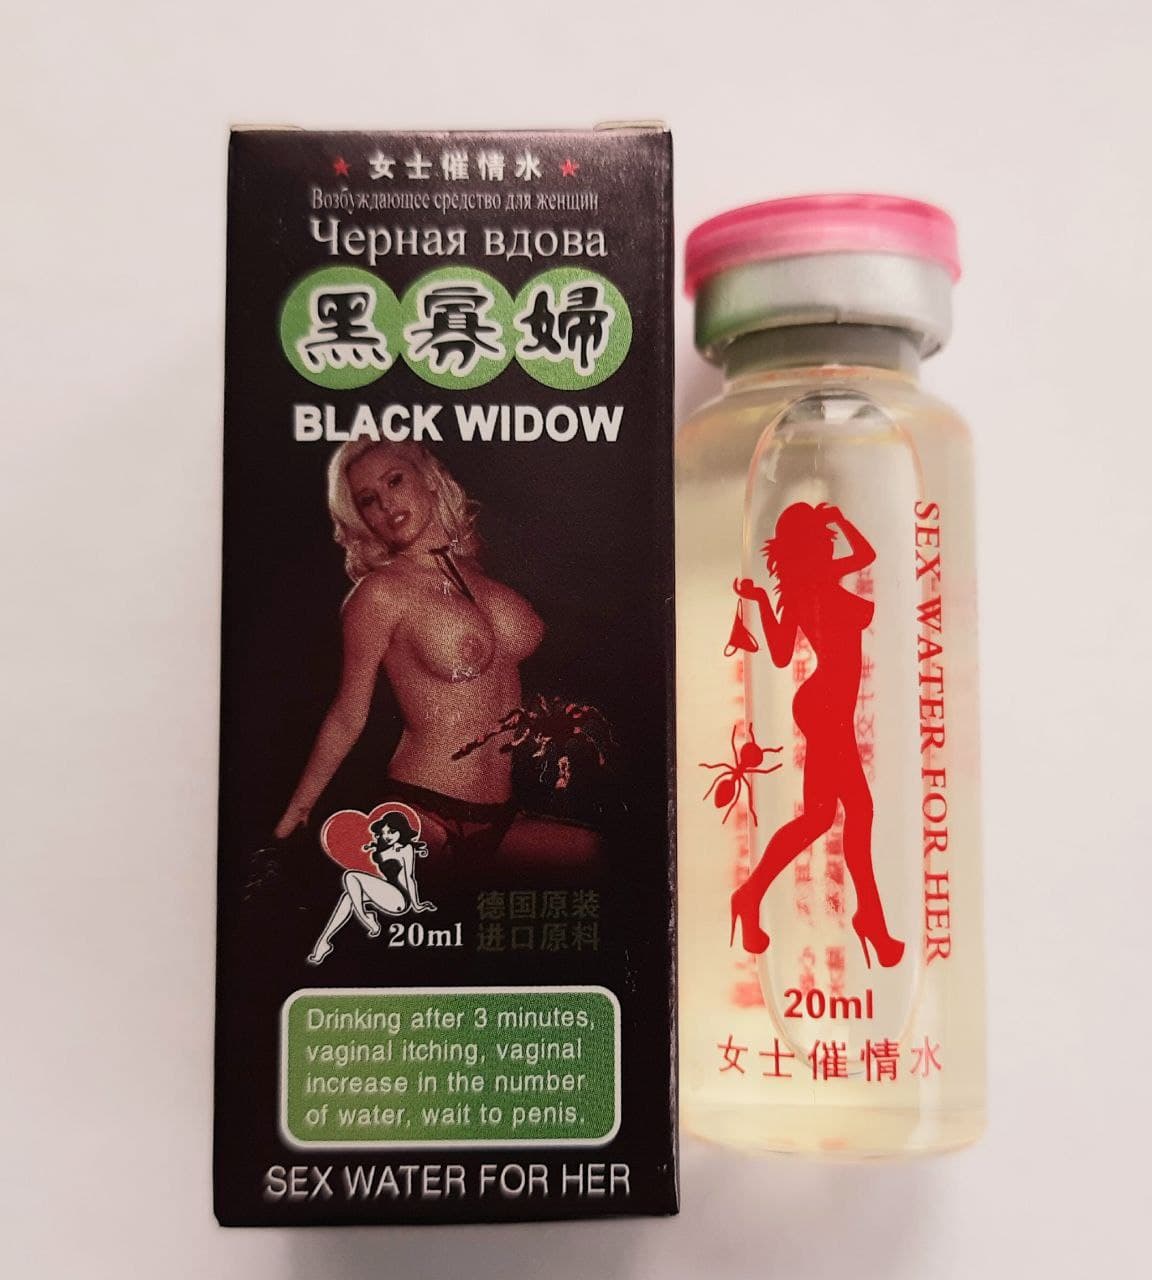 ★ 女士催情水 ★
Возбуждающее средство для женщин
Черная вдова
黑寡婦
BLACK WIDOW
20ml
德国原装
进口原料
Drinking after 3 minutes,
vaginal itching, vaginal
increase in the number
of water, wait to penis.
SEX WATER FOR HER
SEX WATER FOR HER
20ml
女士催情水